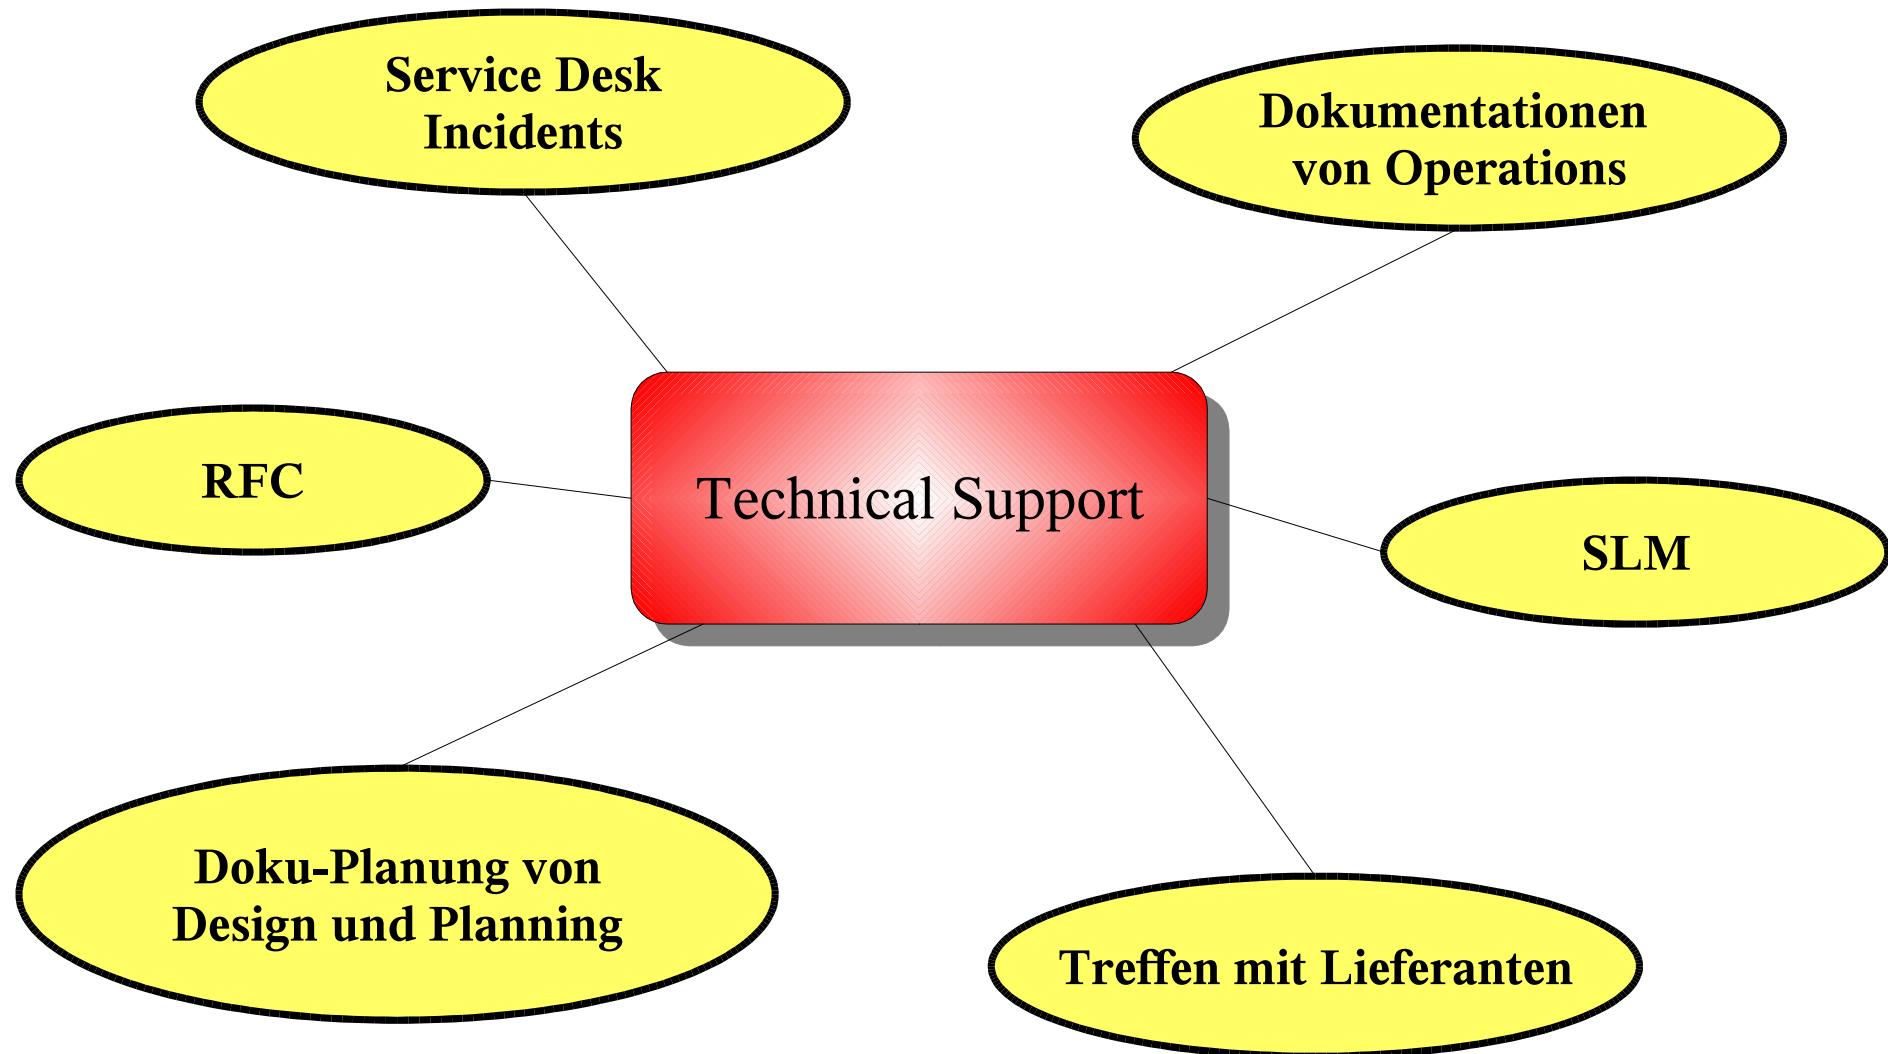 Service Desk
Incidents
Dokumentationen
von Operations
RFC
Technical Support
SLM
Doku-Planung von
Design und Planning
Treffen mit Lieferanten